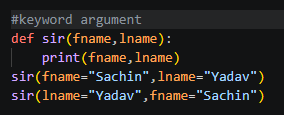 #keyword argument
def sir(fname,lname):
    print(fname,lname)
sir(fname="Sachin",lname="Yadav")
sir(lname="Yadav",fname="Sachin")